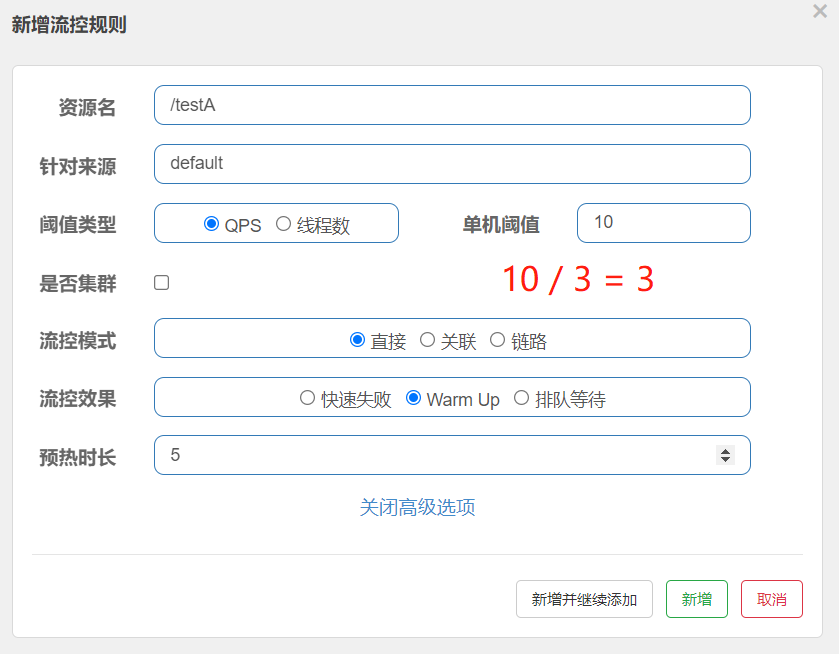 新增流控规则
×
资源名 /testA
针对来源 default
阈值类型 QPS 线程数 单机阈值 10
是否集群 10 / 3 = 3
流控模式 直接 关联 链路
流控效果 快速失败 Warm Up 排队等待
预热时长 5
关闭高级选项
新增并继续添加 新增 取消